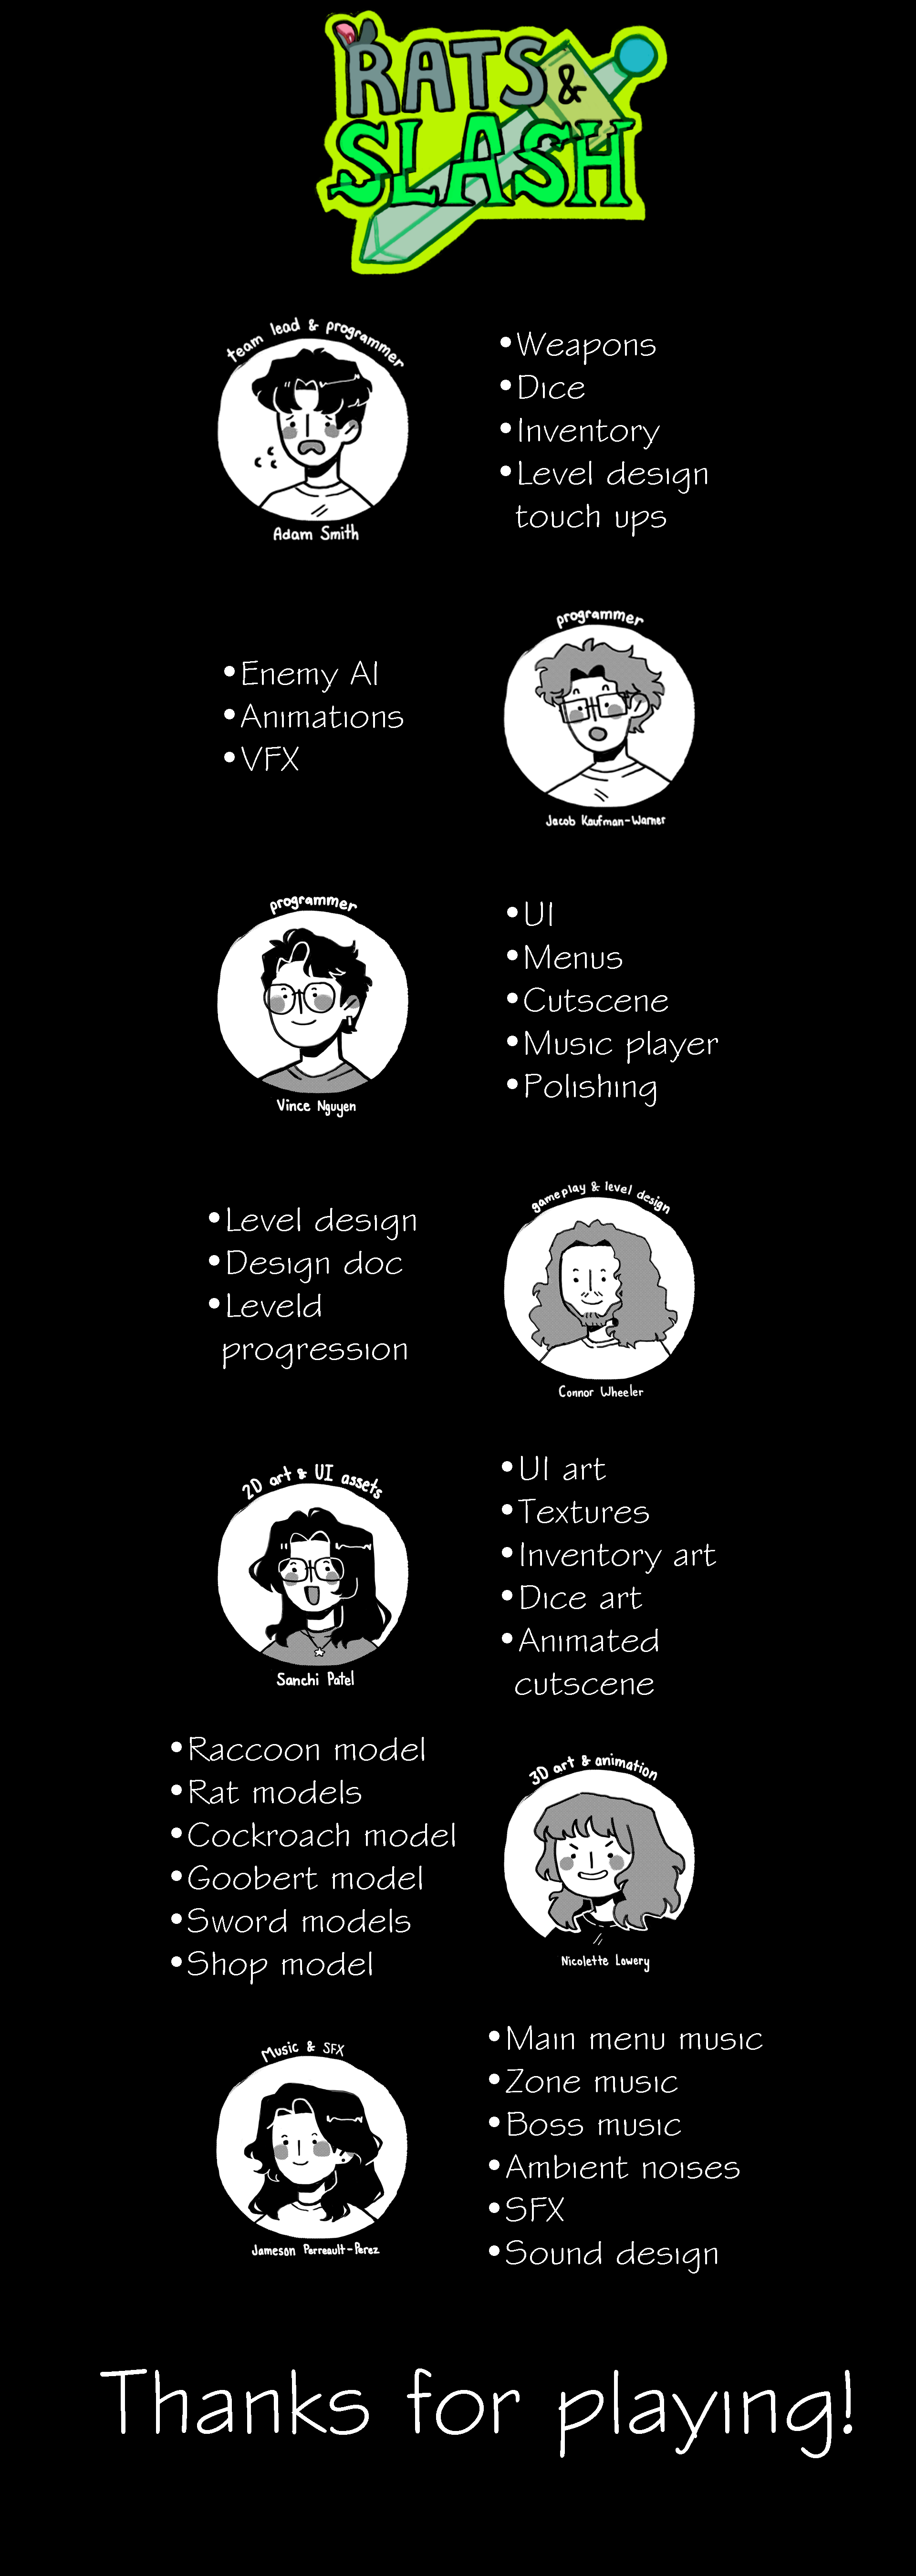 RATS &
SLASH
team lead & programmer
Adam Smith
•Weapons
•Dice
•Inventory
•Level design
touch ups
•Enemy AI
•Animations
•VFX
programmer
Jacob Kaufman-Warner
programmer
Vince Nguyen
•UI
•Menus
•Cutscene
•Music player
•Polishing
•Level design
•Design doc
•Leveld
progression
gameplay & level design
Connor Wheeler
2D art & UI assets
Sanchi Patel
•UI art
•Textures
•Inventory art
•Dice art
•Animated
cutscene
•Raccoon model
•Rat models
•Cockroach model
•Goobert model
•Sword models
•Shop model
3D art & animation
Nicolette Lowery
Music & SFX
Jameson Perreault-Perez
•Main menu music
•Zone music
•Boss music
•Ambient noises
•SFX
•Sound design
Thanks for playing!